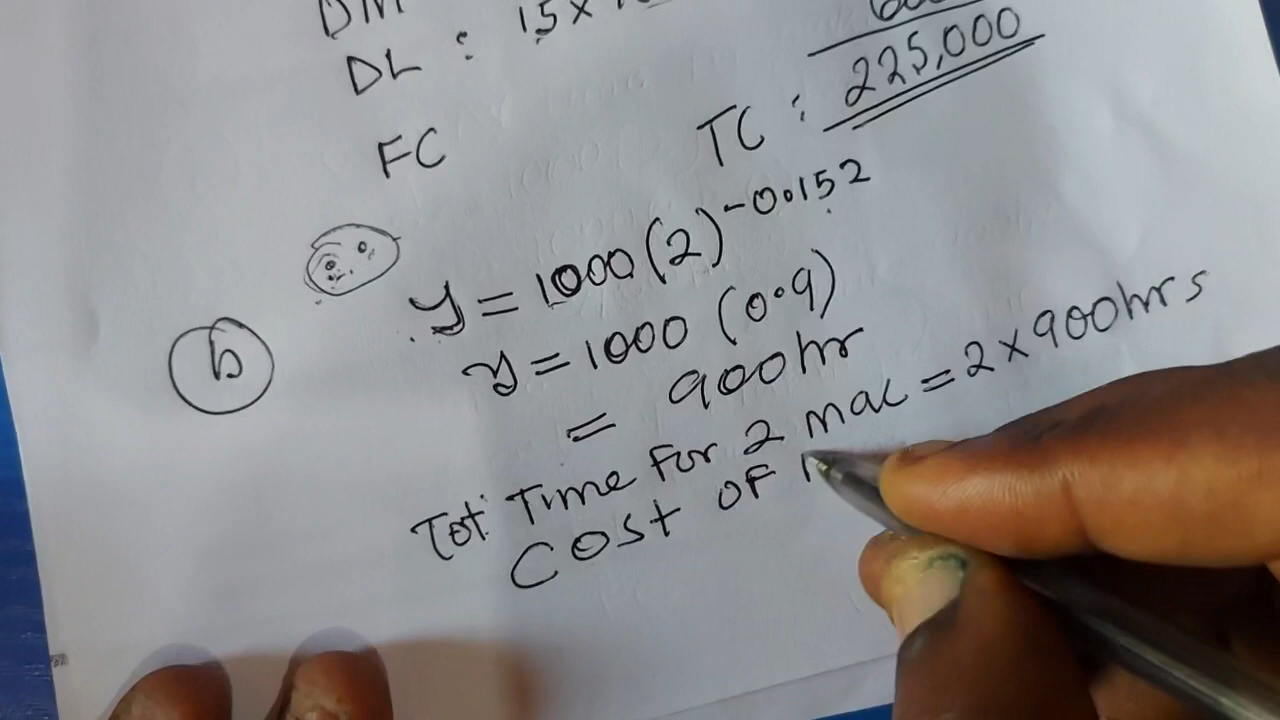 DM
DL : 15×
225,000
FC
TC :
y = 1000(2)^-0.152
(b)
y = 1000 (0.9)
= 900hr
Tot Time For 2 mac = 2×900hrs
Cost OF